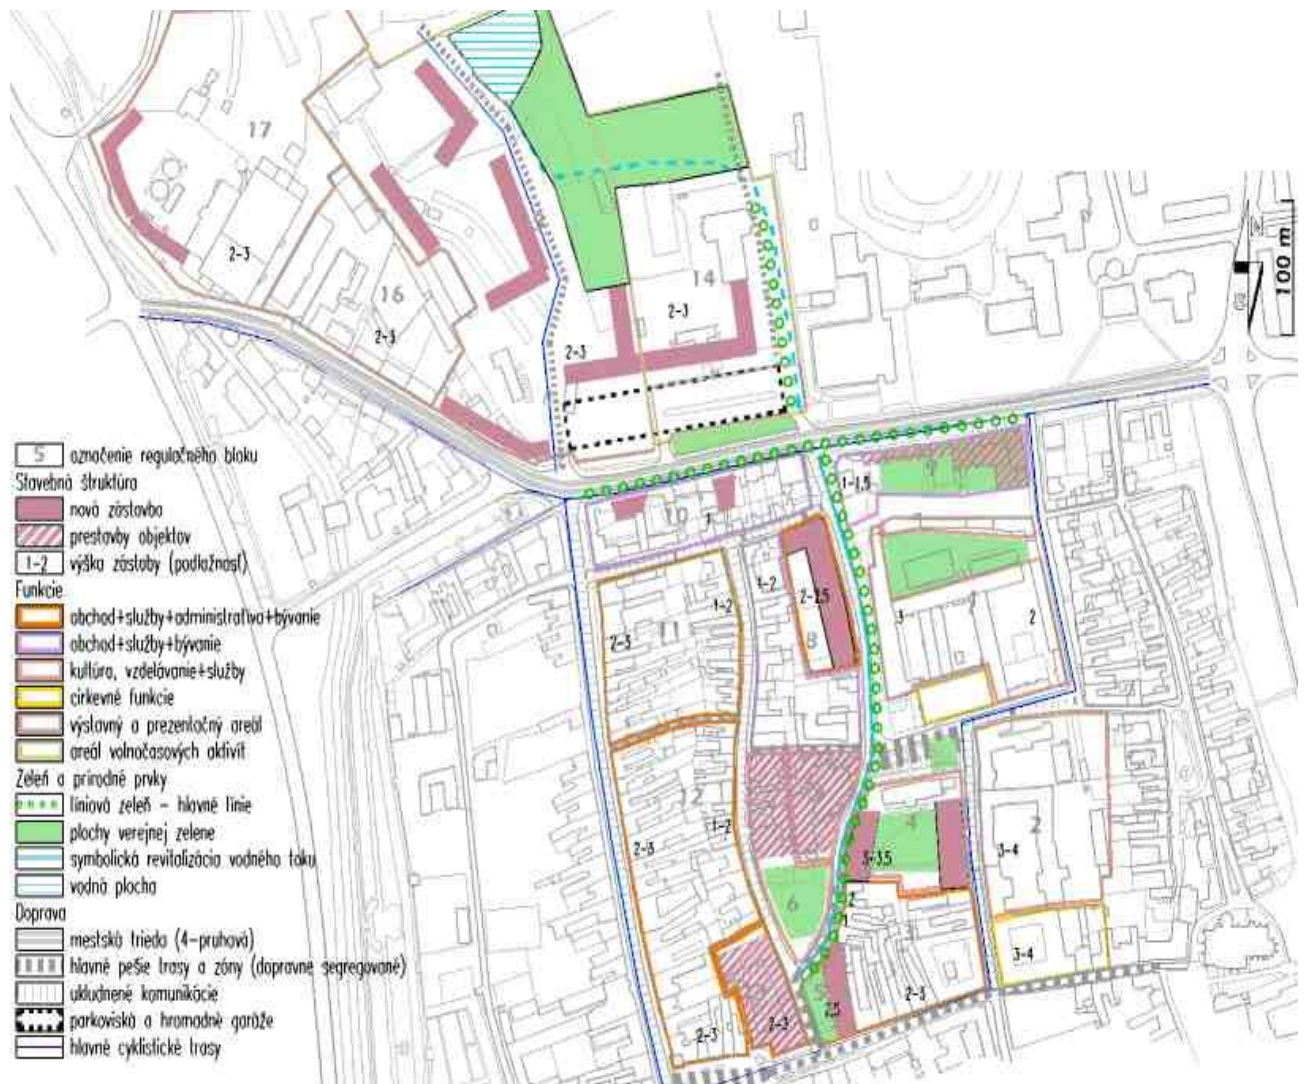 17
16
14
2-3
2-3
2-3
2-3
100 m
5 označenie regulačného bloku
Stavebná štruktúra
nová zástavba
prestavby objektov
1-2 výška zástaby (podlažnosť)
Funkcie
obchod+služby+administratíva+bývanie
obchod+služby+bývanie
kultúra, vzdelávanie+služby
cirkevné funkcie
výstavný a prezentačný areál
areál volnočasových aktivít
Zeleň a prírodné prvky
líniová zeleň - hlavné línie
plochy verejnej zelene
symbolická revitalizácia vodného toku
vodná plocha
Doprava
mestská trieda (4-pruhová)
hlavné pešie trasy a zóny (dopravne segregované)
ukľudnené komunikácie
parkoviská a hromadné garáže
hlavné cyklistické trasy
10
1
1-1,5
9
11
2-3
1-2
1-2
2-2,5
8
3
7
2
12
2-3
1-2
4
3-3,5
2
3-4
6
2
1
2-3
3-4
2,5
2-3
2-3